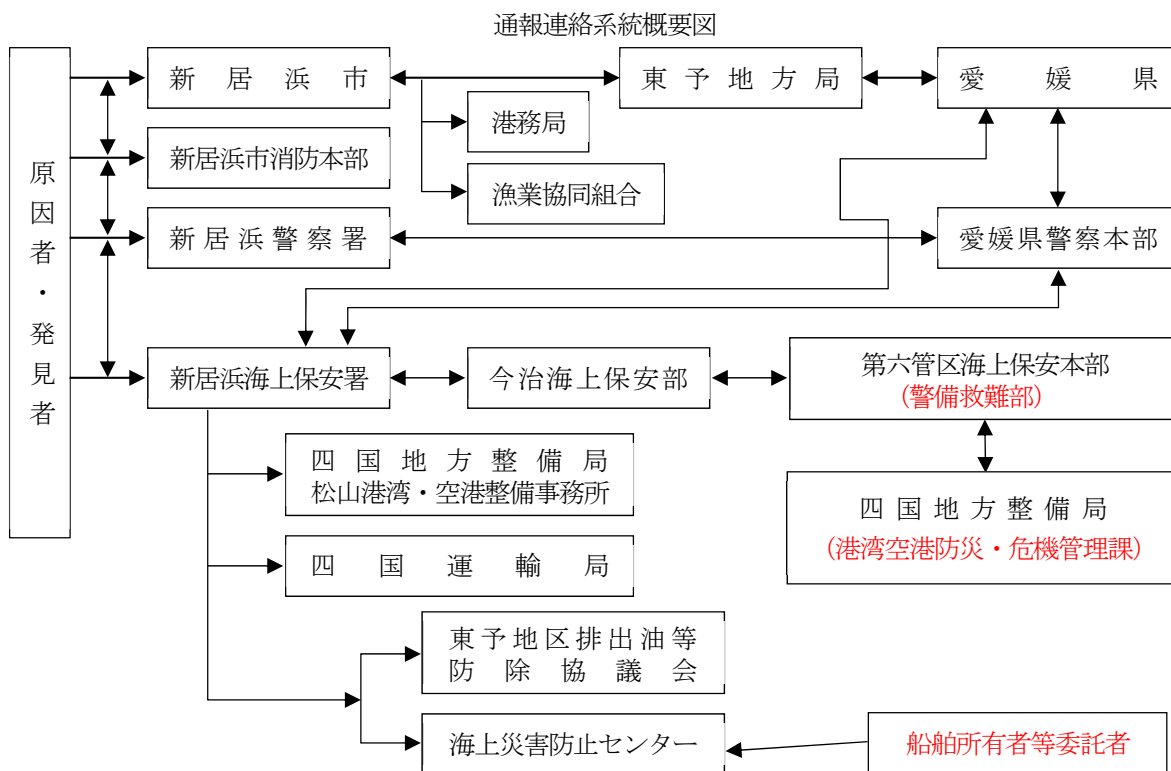 通報連絡系統概要図
新居浜市
東予地方局
愛媛県
港務局
新居浜市消防本部
漁業協同組合
原因者・発見者
新居浜警察署
愛媛県警察本部
新居浜海上保安署
今治海上保安部
第六管区海上保安本部
(警備救難部)
四国地方整備局
松山港湾・空港整備事務所
四国地方整備局
(港湾空港防災・危機管理課)
四国運輸局
東予地区排出油等
防除協議会
海上災害防止センター
船舶所有者等委託者